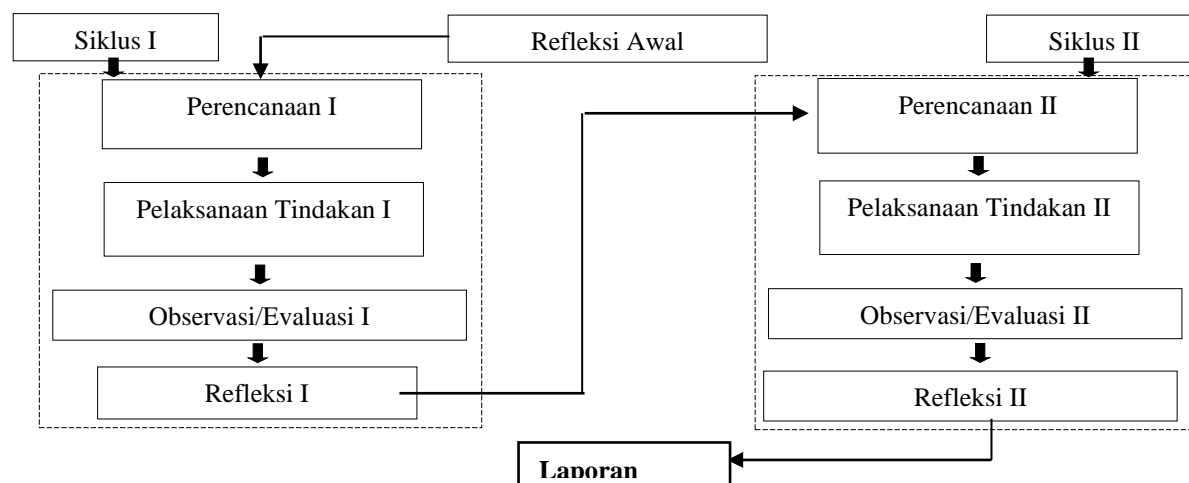 Siklus I
Refleksi Awal
Siklus II
Perencanaan I
Pelaksanaan Tindakan I
Observasi/Evaluasi I
Refleksi I
Perencanaan II
Pelaksanaan Tindakan II
Observasi/Evaluasi II
Refleksi II
Laporan